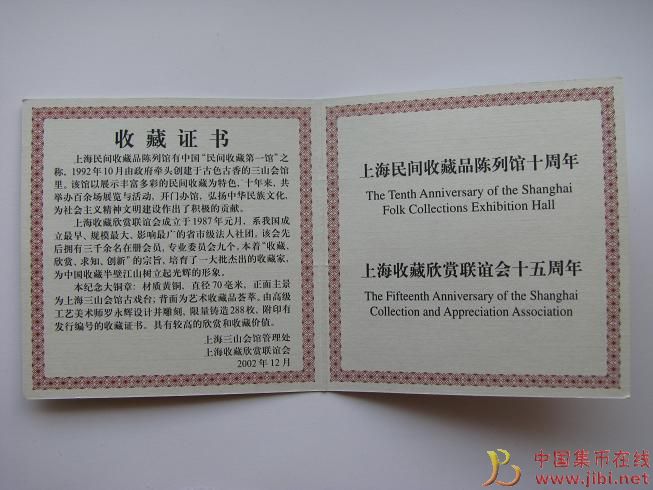 收藏证书
上海民间收藏品陈列馆有中国“民间收藏第一馆”之
称，1992年10月由政府牵头创建于古色古香的三山会馆
里。该馆以展示丰富多彩的民间收藏为特色，十年来，共
举办百余场展览与活动，开门办馆，弘扬中华民族文化，
为社会主义精神文明建设作出了积极的贡献。
上海收藏欣赏联谊会成立于1987年元月，系我国成
立最早、规模最大、影响最广的省市级法人社团。该会先
后拥有三千余名在册会员，专业委员会九个。本着“收藏、
欣赏、求知、创新”的宗旨，培育了一大批杰出的收藏家，
为中国收藏半壁江山树立起光辉的形象。
本纪念大铜章：材质黄铜，直径70毫米，正面主景
为上海三山会馆古戏台；背面为艺术收藏品荟萃。由高级
工艺美术师罗永辉设计并雕刻，限量铸造288枚，附印有
发行编号的收藏证书。具有较高的欣赏和收藏价值。
上海三山会馆管理处
上海收藏欣赏联谊会
2002年12月
上海民间收藏品陈列馆十周年
The Tenth Anniversary of the Shanghai
Folk Collections Exhibition Hall
上海收藏欣赏联谊会十五周年
The Fifteenth Anniversary of the Shanghai
Collection and Appreciation Association
中国集币在线
www.jibi.net